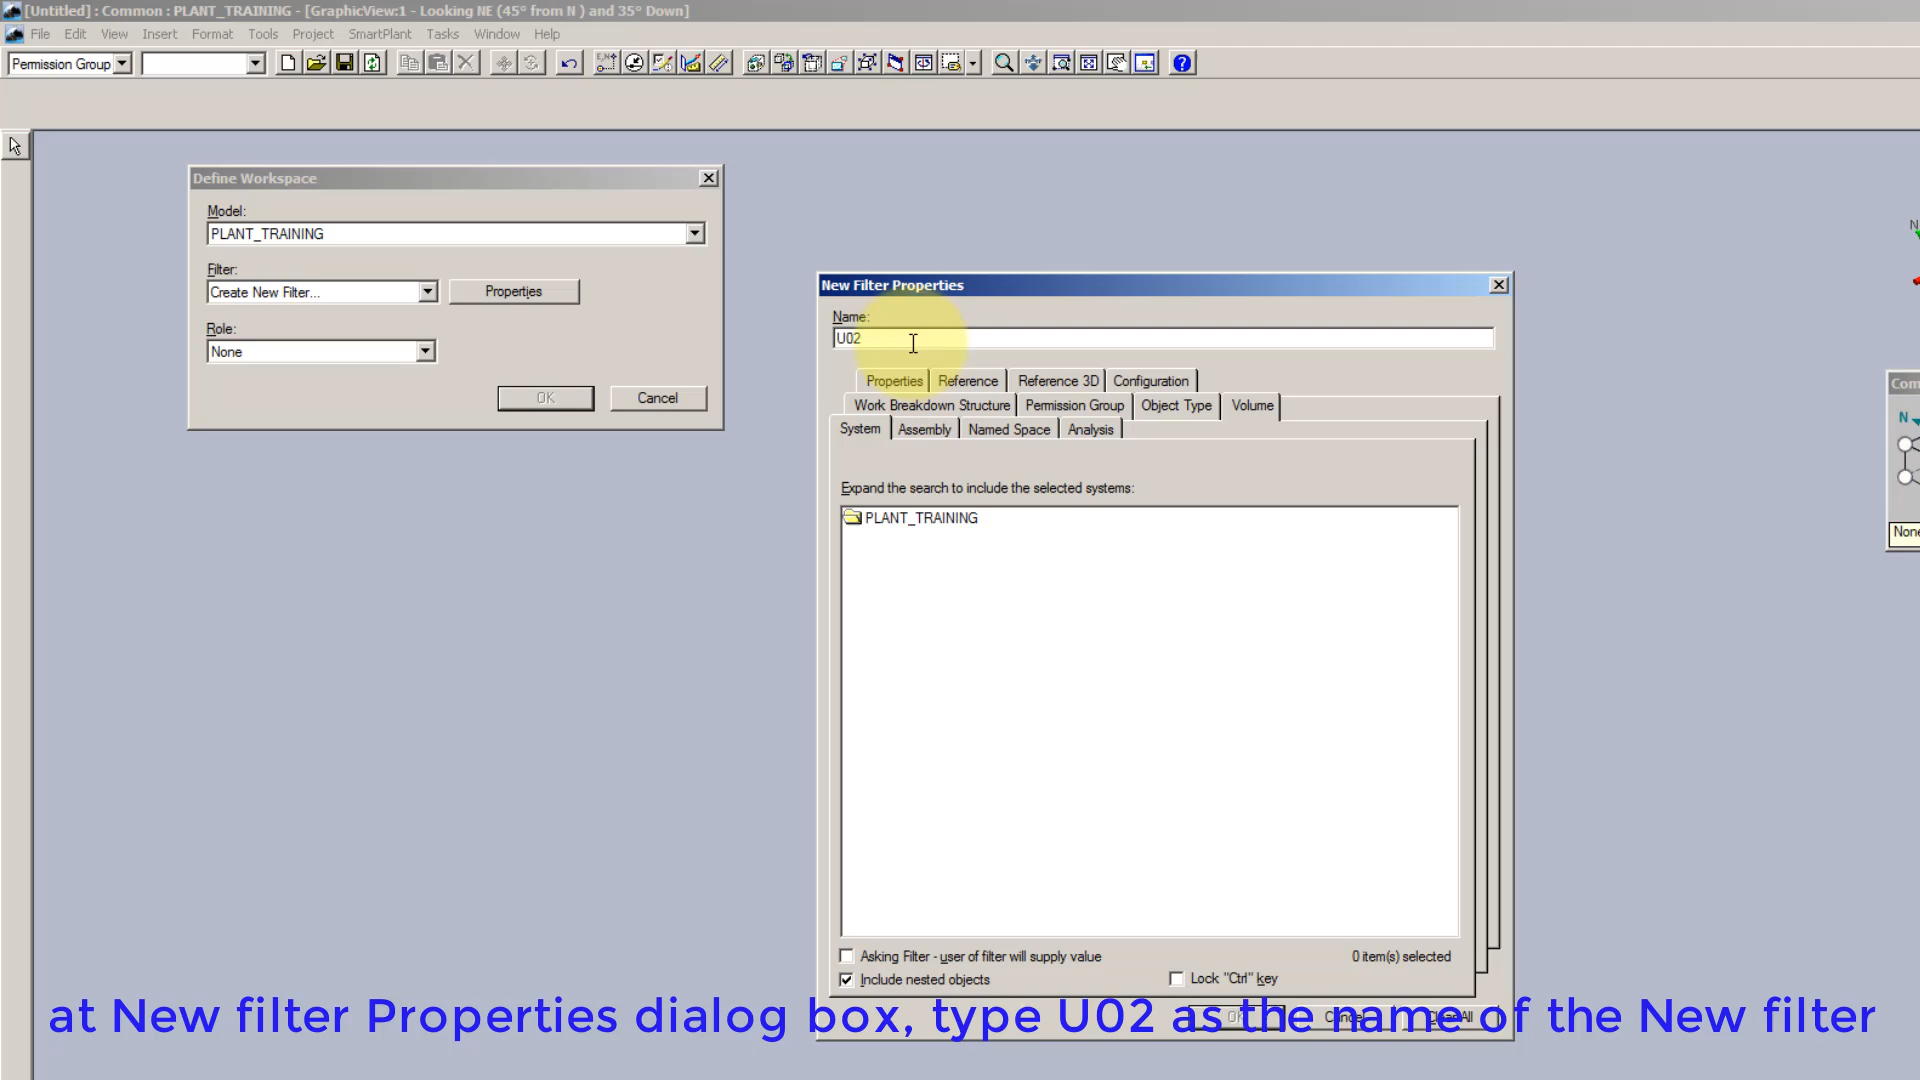 [Untitled] : Common : PLANT_TRAINING - [GraphicView:1 - Looking NE (45° from N ) and 35° Down]
File Edit View Insert Format Tools Project SmartPlant Tasks Window Help
Permission Group
Define Workspace
Model:
PLANT_TRAINING
Filter:
Create New Filter...
Properties
Role:
None
OK
Cancel
New Filter Properties
Name:
U02
Properties Reference Reference 3D Configuration
Work Breakdown Structure Permission Group Object Type Volume
System Assembly Named Space Analysis
Expand the search to include the selected systems:
PLANT_TRAINING
Asking Filter - user of filter will supply value
0 item(s) selected
Include nested objects
Lock "Ctrl" key
OK Cancel Clear All
N
Com
N
None
at New filter Properties dialog box, type U02 as the name of the New filter